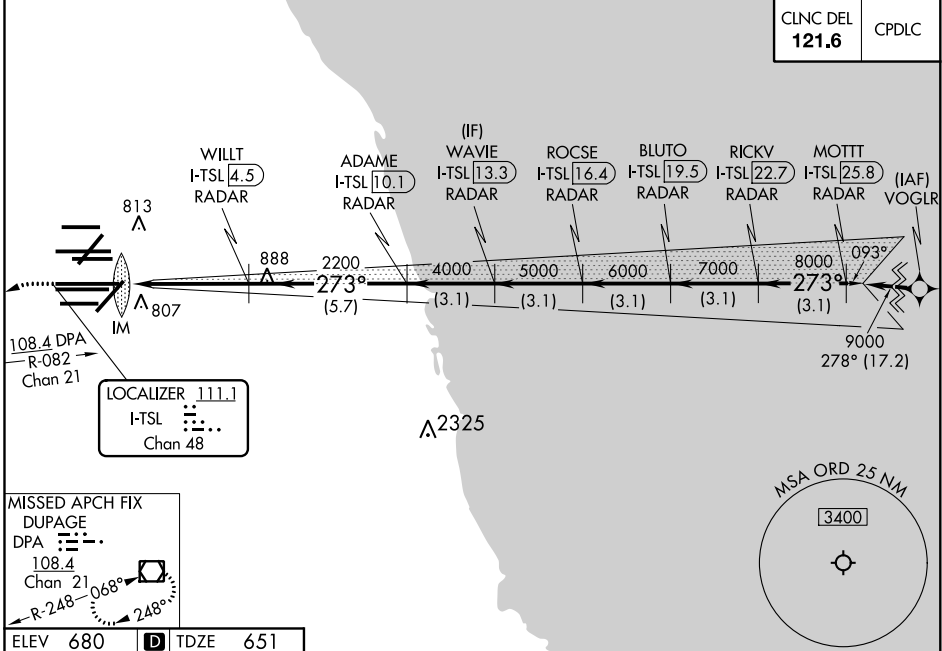 CLNC DEL
121.6
CPDLC
WILLT
I-TSL 4.5
RADAR
ADAME
I-TSL 10.1
RADAR
(IF)
WAVIE
I-TSL 13.3
RADAR
ROCSE
I-TSL 16.4
RADAR
BLUTO
I-TSL 19.5
RADAR
RICKV
I-TSL 22.7
RADAR
MOTTT
I-TSL 25.8
RADAR
(IAF)
VOGLR
813
888
807
IM
2200
273°
(5.7)
4000
(3.1)
5000
(3.1)
6000
(3.1)
7000
(3.1)
8000
273°
(3.1)
093°
9000
278° (17.2)
108.4 DPA
R-082
Chan 21
LOCALIZER 111.1
I-TSL
Chan 48
2325
MISSED APCH FIX
DUPAGE
DPA
108.4
Chan 21
R-248
068°
248°
MSA ORD 25 NM
3400
ELEV 680 D TDZE 651